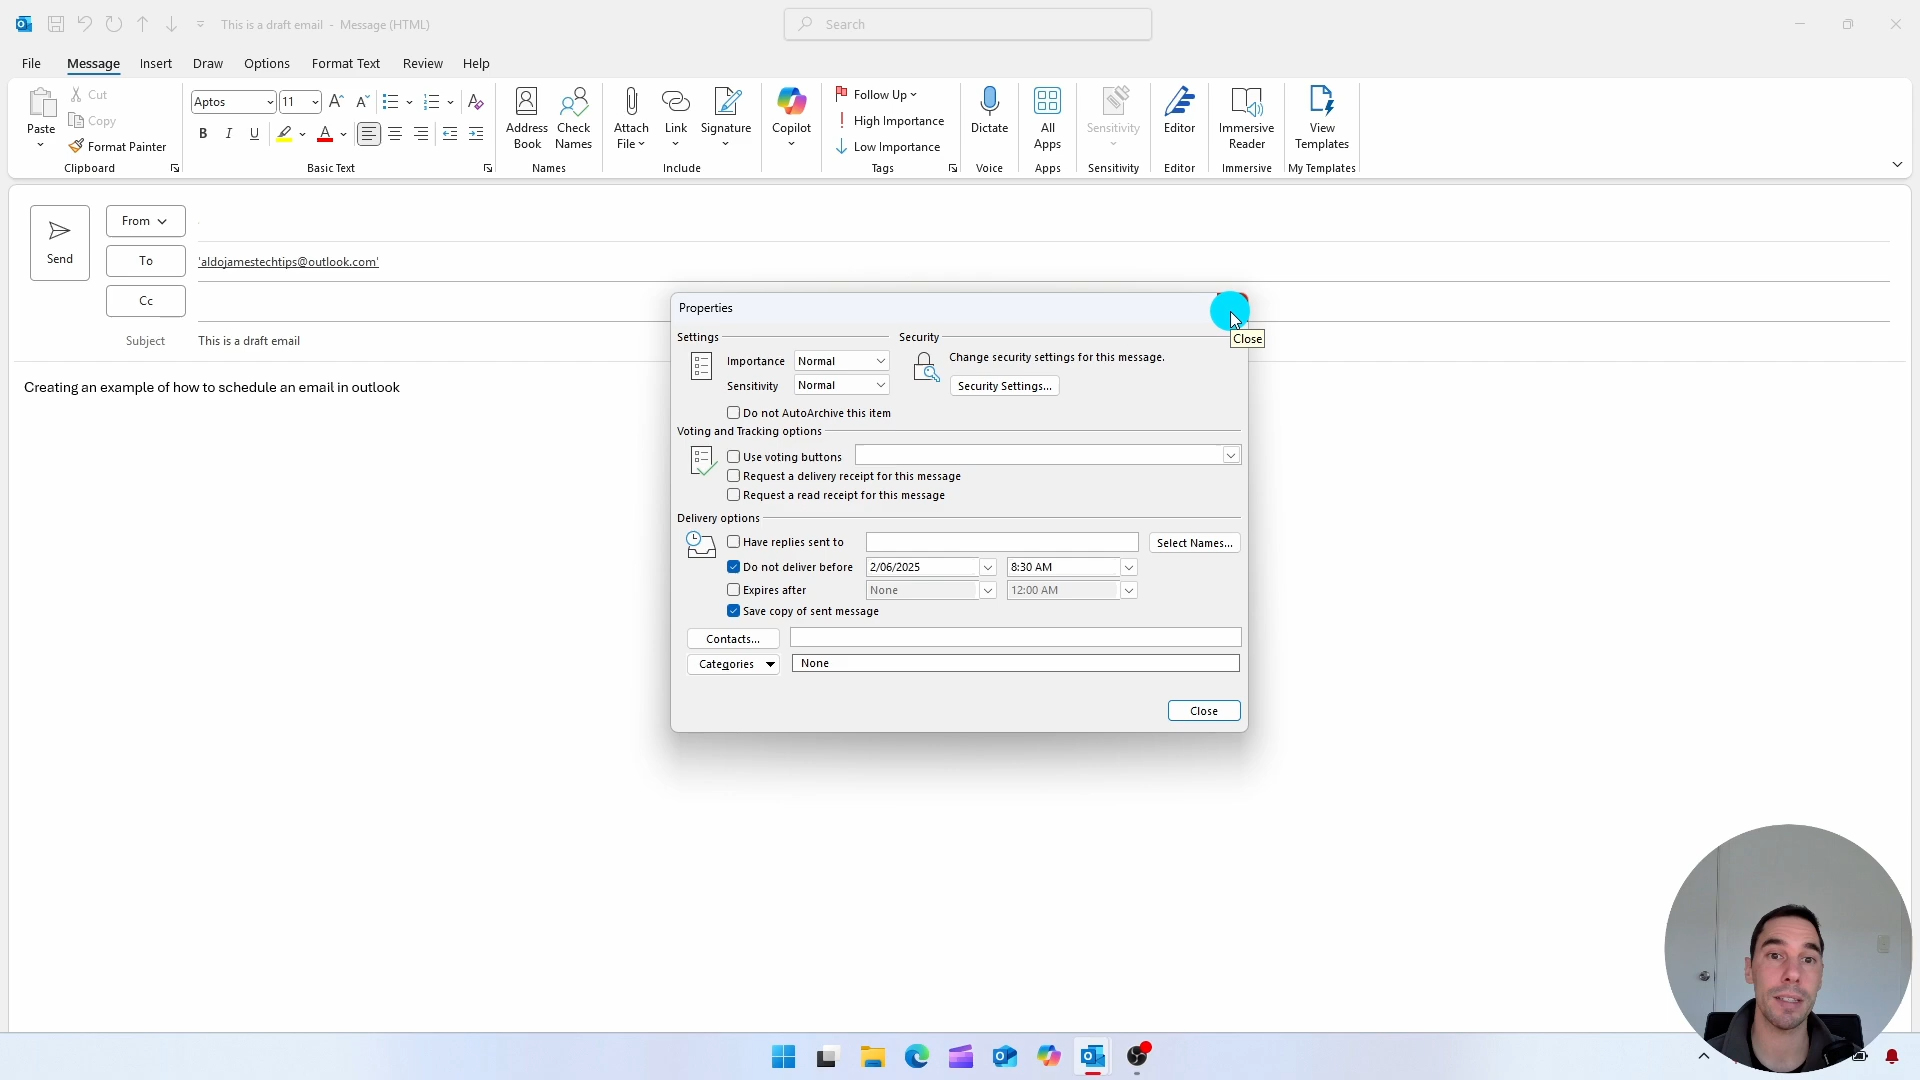 This is a draft email - Message (HTML)
Search
File Message Insert Draw Options Format Text Review Help
Paste
Cut
Copy
Format Painter
Clipboard
Aptos 11
B I U
Basic Text
Address Book
Check Names
Names
Attach File
Link
Signature
Include
Copilot
Follow Up
High Importance
Low Importance
Tags
Dictate
Voice
All Apps
Apps
Sensitivity
Sensitivity
Editor
Editor
Immersive Reader
Immersive
View Templates
My Templates
Send
From
To 'aldojamestechtips@outlook.com'
Cc
Subject This is a draft email
Creating an example of how to schedule an email in outlook
Properties
Close
Settings
Importance Normal
Sensitivity Normal
Do not AutoArchive this item
Security
Change security settings for this message.
Security Settings...
Voting and Tracking options
Use voting buttons
Request a delivery receipt for this message
Request a read receipt for this message
Delivery options
Have replies sent to Select Names...
Do not deliver before 2/06/2025 8:30 AM
Expires after None 12:00 AM
Save copy of sent message
Contacts...
Categories None
Close